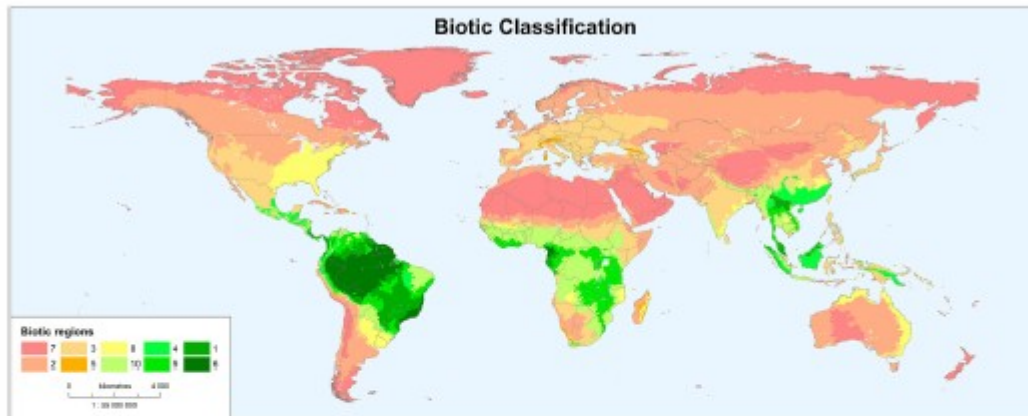 Biotic Classification
Biotic regions
7 3 8 4 1
2 5 10 9 6
0 kilometres 4 000